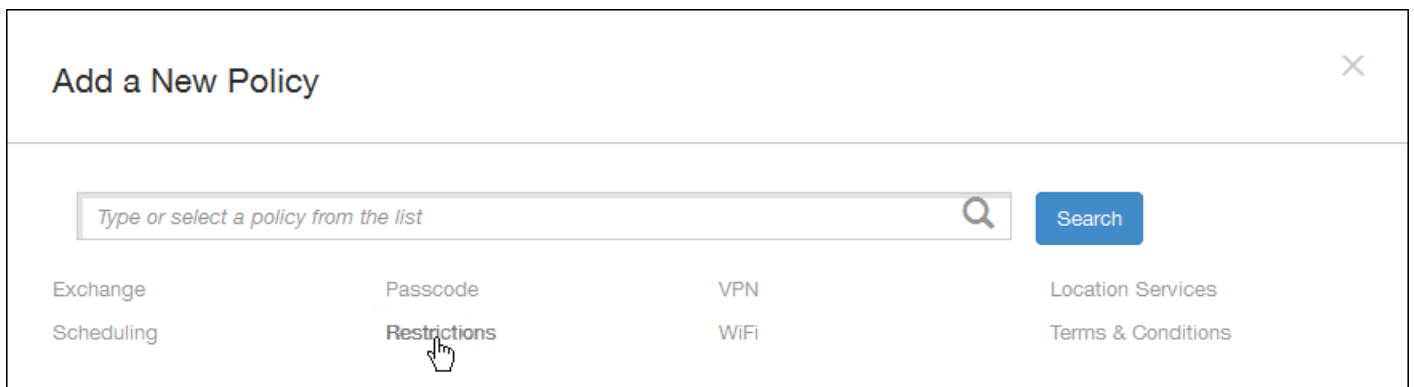 Add a New Policy
Type or select a policy from the list
Search
Exchange Passcode VPN Location Services
Scheduling Restrictions WiFi Terms & Conditions